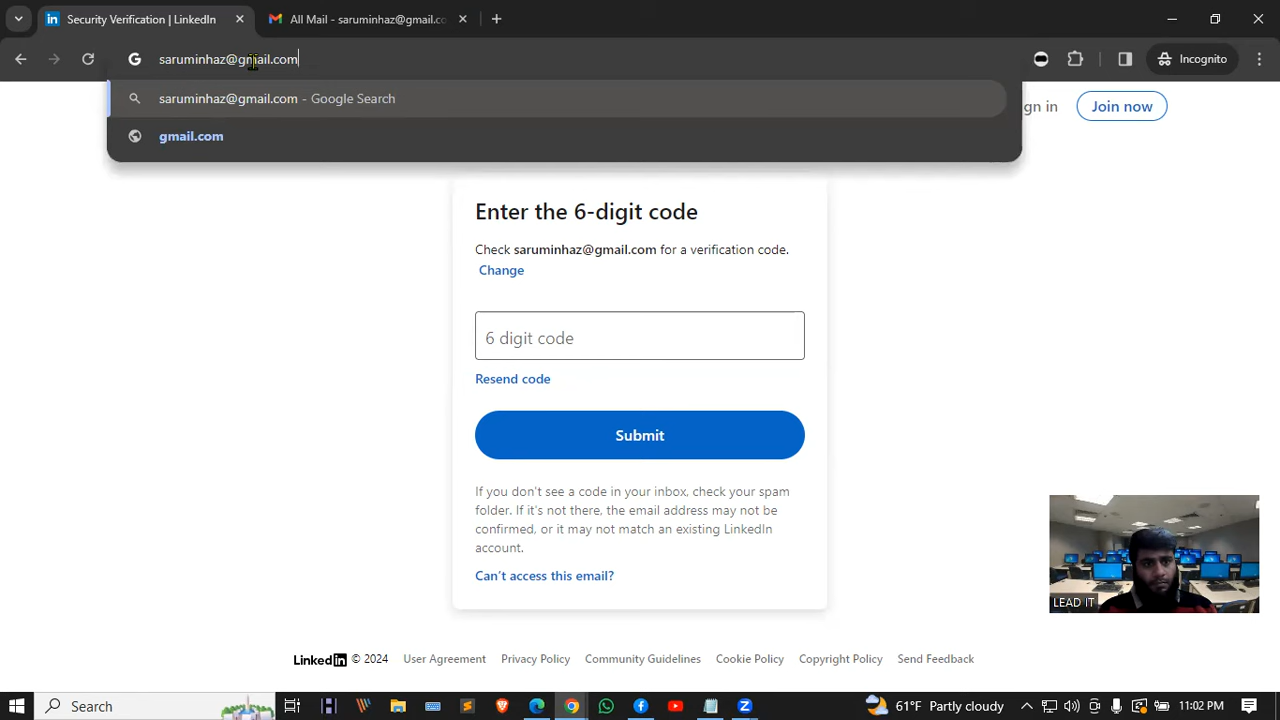 Security Verification | LinkedIn
All Mail - saruminhaz@gmail.co
saruminhaz@gmail.com
Incognito
saruminhaz@gmail.com - Google Search
gmail.com
gn in
Join now
Enter the 6-digit code
Check saruminhaz@gmail.com for a verification code.
Change
6 digit code
Resend code
Submit
If you don't see a code in your inbox, check your spam
folder. If it's not there, the email address may not be
confirmed, or it may not match an existing LinkedIn
account.
Can't access this email?
LEAD IT
LinkedIn © 2024 User Agreement Privacy Policy Community Guidelines Cookie Policy Copyright Policy Send Feedback
Search
61°F Partly cloudy
11:02 PM